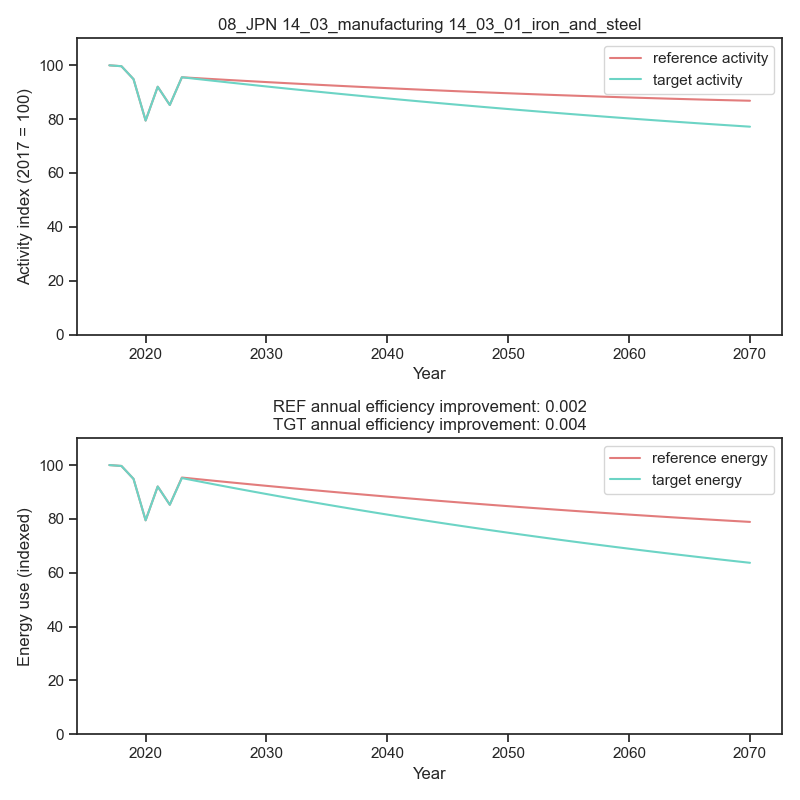 08_JPN 14_03_manufacturing 14_03_01_iron_and_steel
reference activity
target activity
Activity index (2017 = 100)
100
80
60
40
20
0
2020 2030 2040 2050 2060 2070
Year
REF annual efficiency improvement: 0.002
TGT annual efficiency improvement: 0.004
reference energy
target energy
Energy use (indexed)
100
80
60
40
20
0
2020 2030 2040 2050 2060 2070
Year